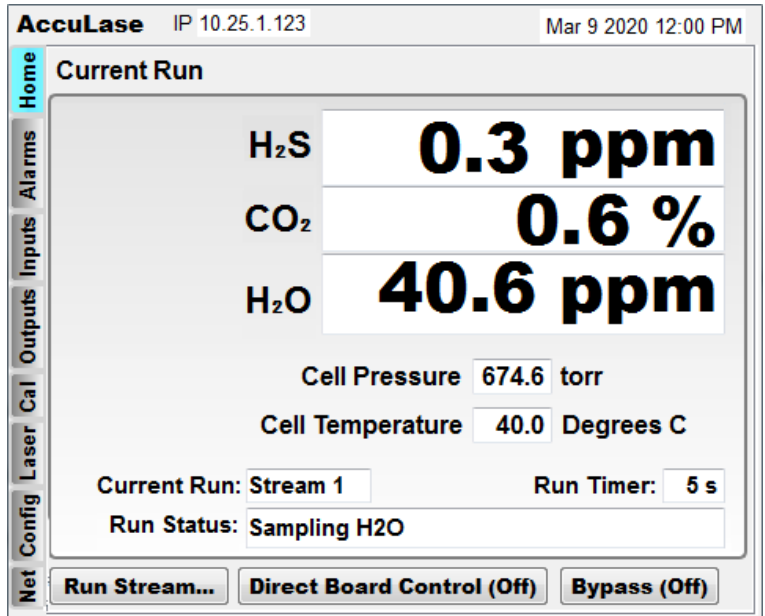 AccuLase IP 10.25.1.123 Mar 9 2020 12:00 PM
Home
Alarms
Inputs
Outputs
Cal
Laser
Config
Net
Current Run
H₂S 0.3 ppm
CO₂ 0.6 %
H₂O 40.6 ppm
Cell Pressure 674.6 torr
Cell Temperature 40.0 Degrees C
Current Run: Stream 1 Run Timer: 5 s
Run Status: Sampling H2O
Run Stream... Direct Board Control (Off) Bypass (Off)